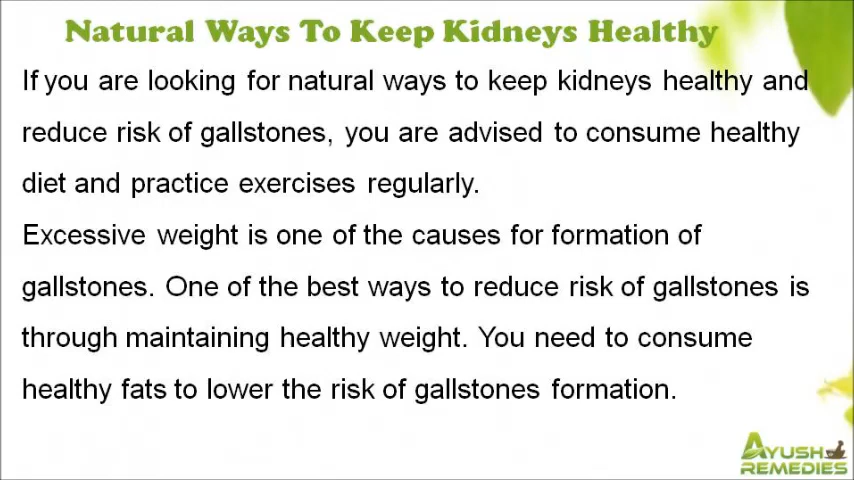 Natural Ways To Keep Kidneys Healthy
If you are looking for natural ways to keep kidneys healthy and
reduce risk of gallstones, you are advised to consume healthy
diet and practice exercises regularly.
Excessive weight is one of the causes for formation of
gallstones. One of the best ways to reduce risk of gallstones is
through maintaining healthy weight. You need to consume
healthy fats to lower the risk of gallstones formation.
AYUSH
REMEDIES